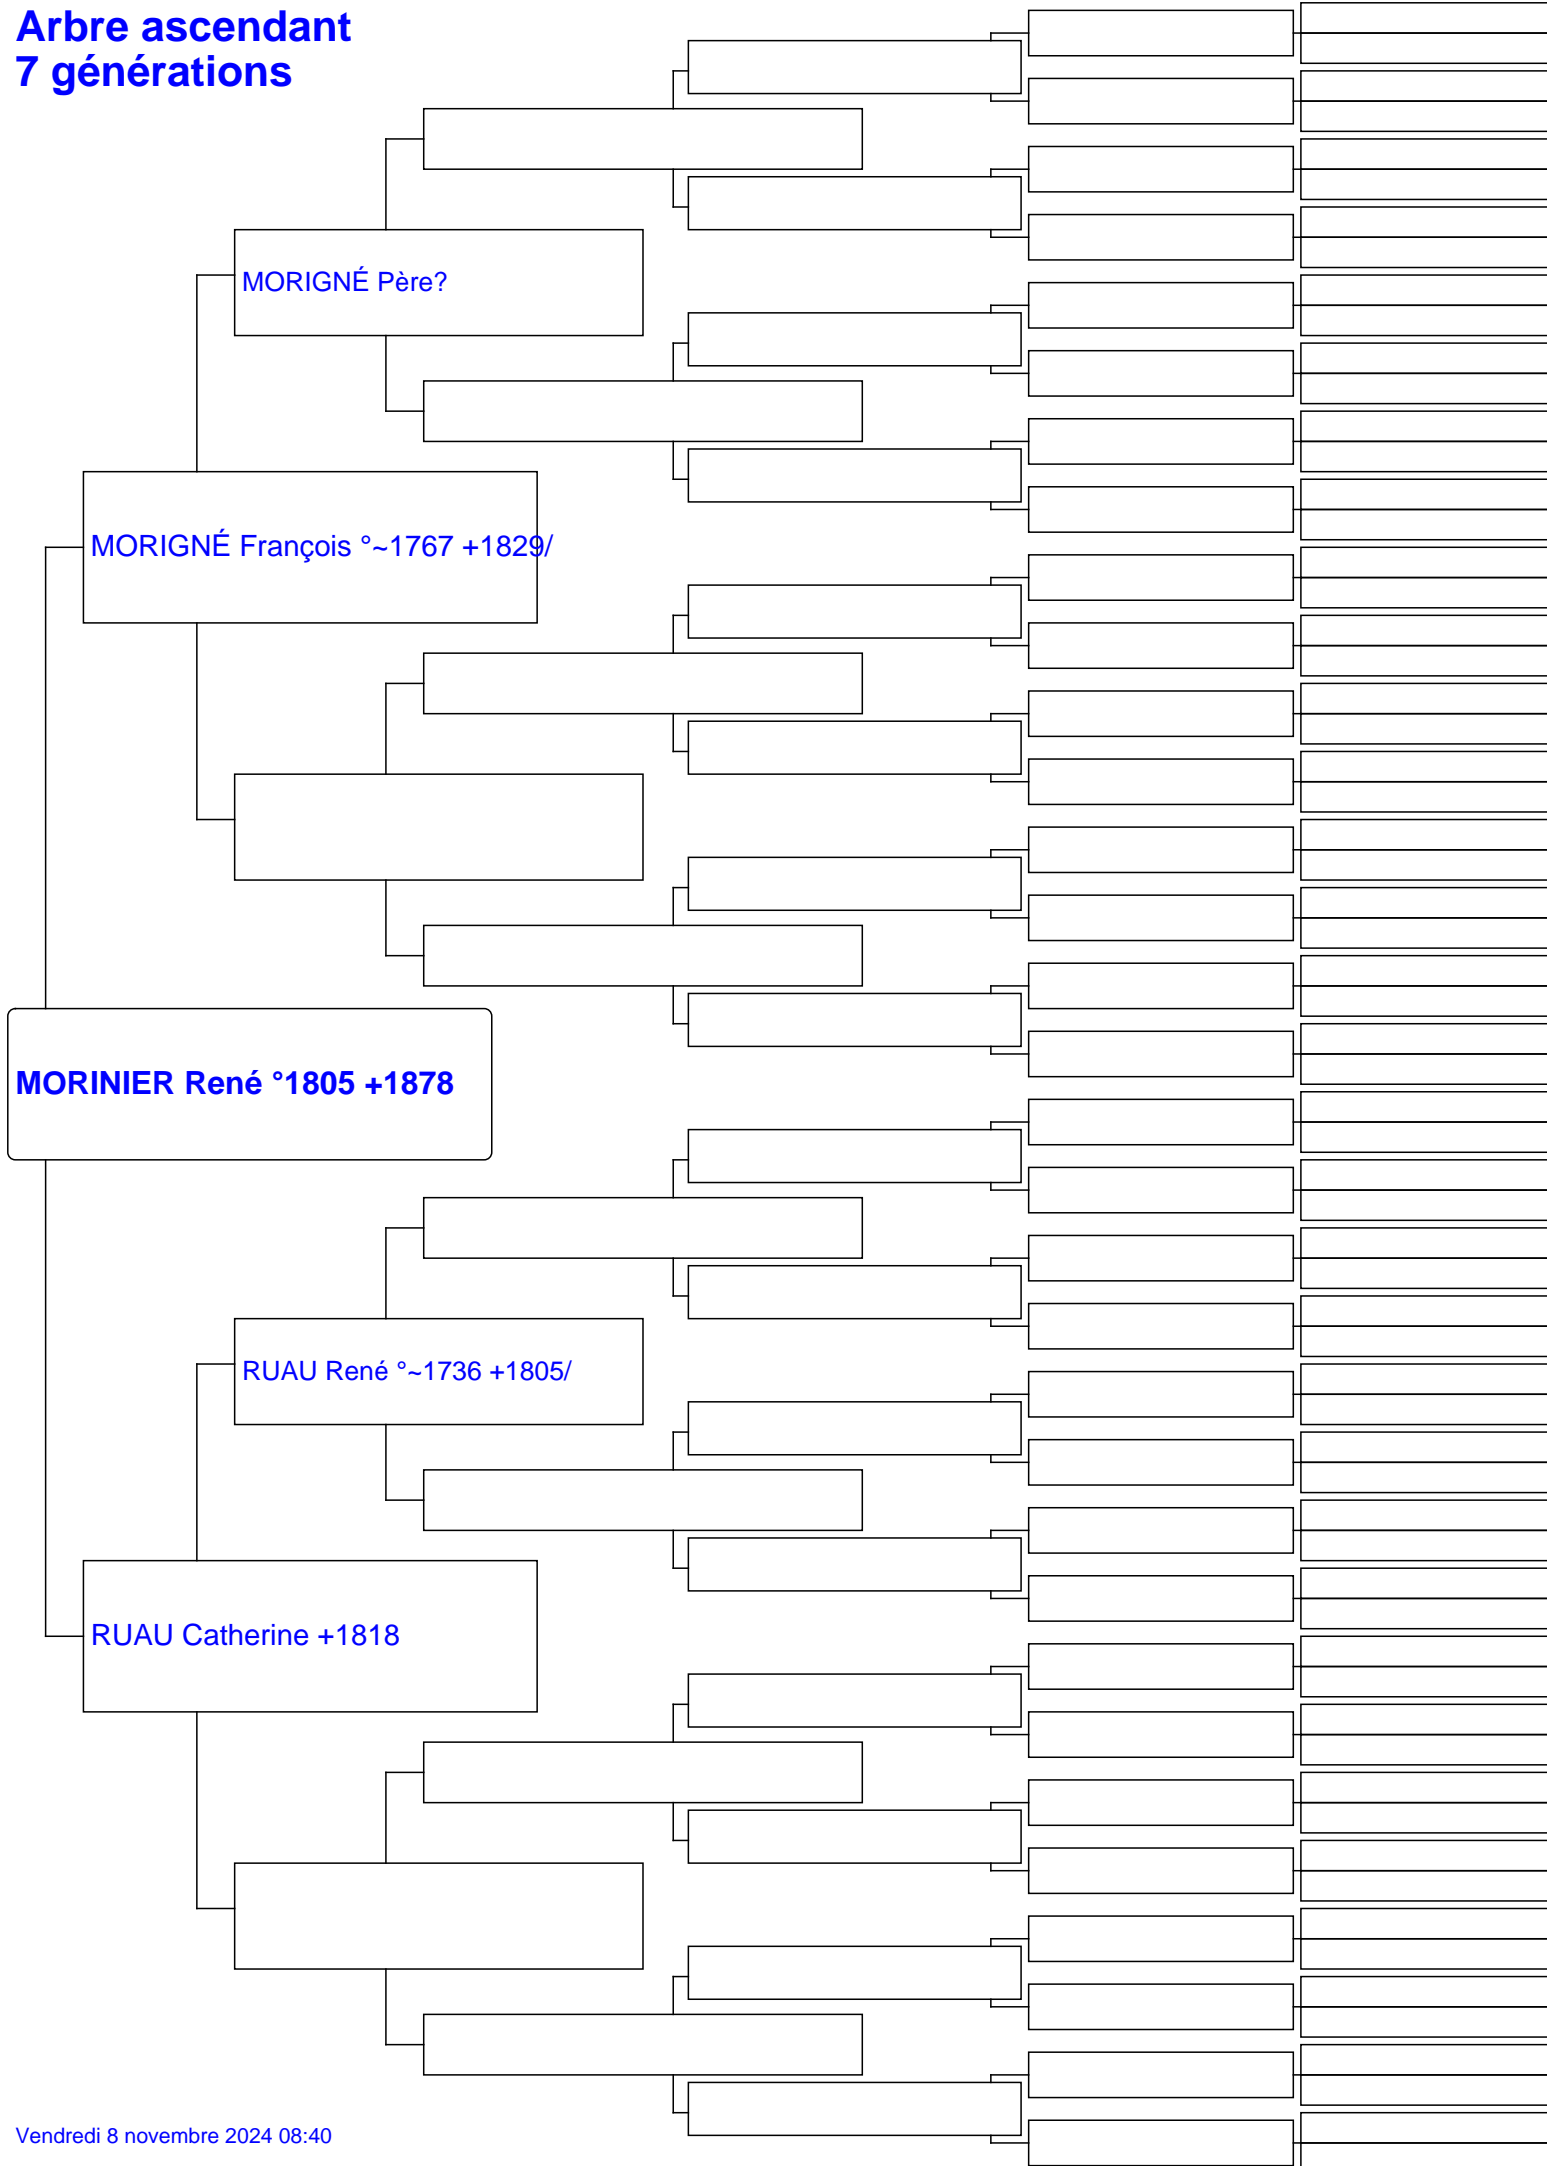 Arbre ascendant
7 générations
MORIGNÉ Père?
MORIGNÉ François °~1767 +1829/
MORINIER René °1805 +1878
RUAU René °~1736 +1805/
RUAU Catherine +1818
Vendredi 8 novembre 2024 08:40